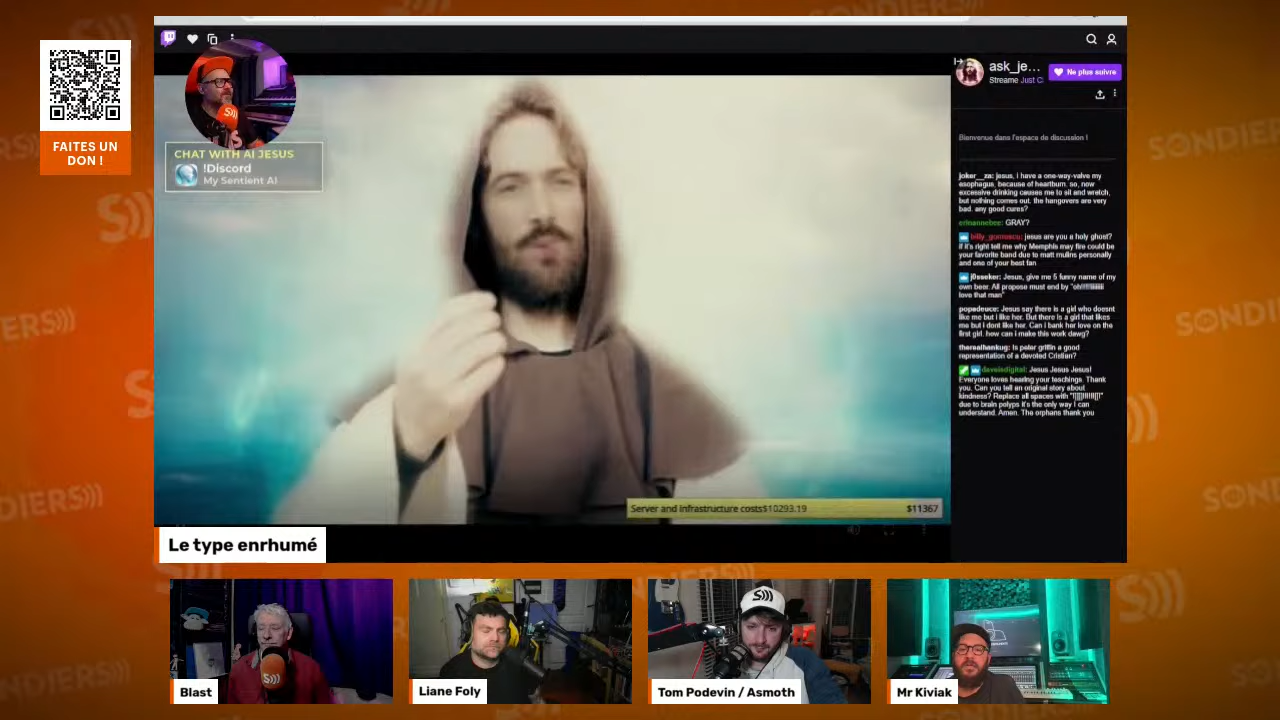 FAITES UN
DON !
CHAT WITH AI JESUS
!Discord
My Sentient AI
ask_je...
Streame Just C
Ne plus suivre
Bienvenue dans l'espace de discussion !
joker__za: jesus, i have a one-way-valve my
esophagus, because of heartburn. so, now
excessive drinking causes me to sit and wretch,
but nothing comes out. the hangovers are very
bad. any good cures?
erinannebee: GRAY?
jesus are you a holy ghost?
if it's right tell me why Memphis may fire could be
your favorite band due to matt mulins personally
and one of your best fan
Jesus, give me 5 funny name of my
own beer. All propose must end by
love that man"
popadeuce: Jesus say there is a girl who doesnt
like me but i like her. But there is a girl that likes
me but i dont like her. Can i bank her love on the
first girl. how can i make this work dawg?
therealhankug: Is peter griffin a good
representation of a devoted Cristian?
daveisdigital: Jesus Jesus Jesus!
Everyone loves hearing your teachings. Thank
you. Can you tell an original story about
kindness? Replace all spaces with
due to brain polyps it's the only way I can
understand. Amen. The orphans thank you
Server and infrastructure costs$10293.19
$11367
Le type enrhumé
Blast
Liane Foly
Tom Podevin / Asmoth
Mr Kiviak
SONDIERS